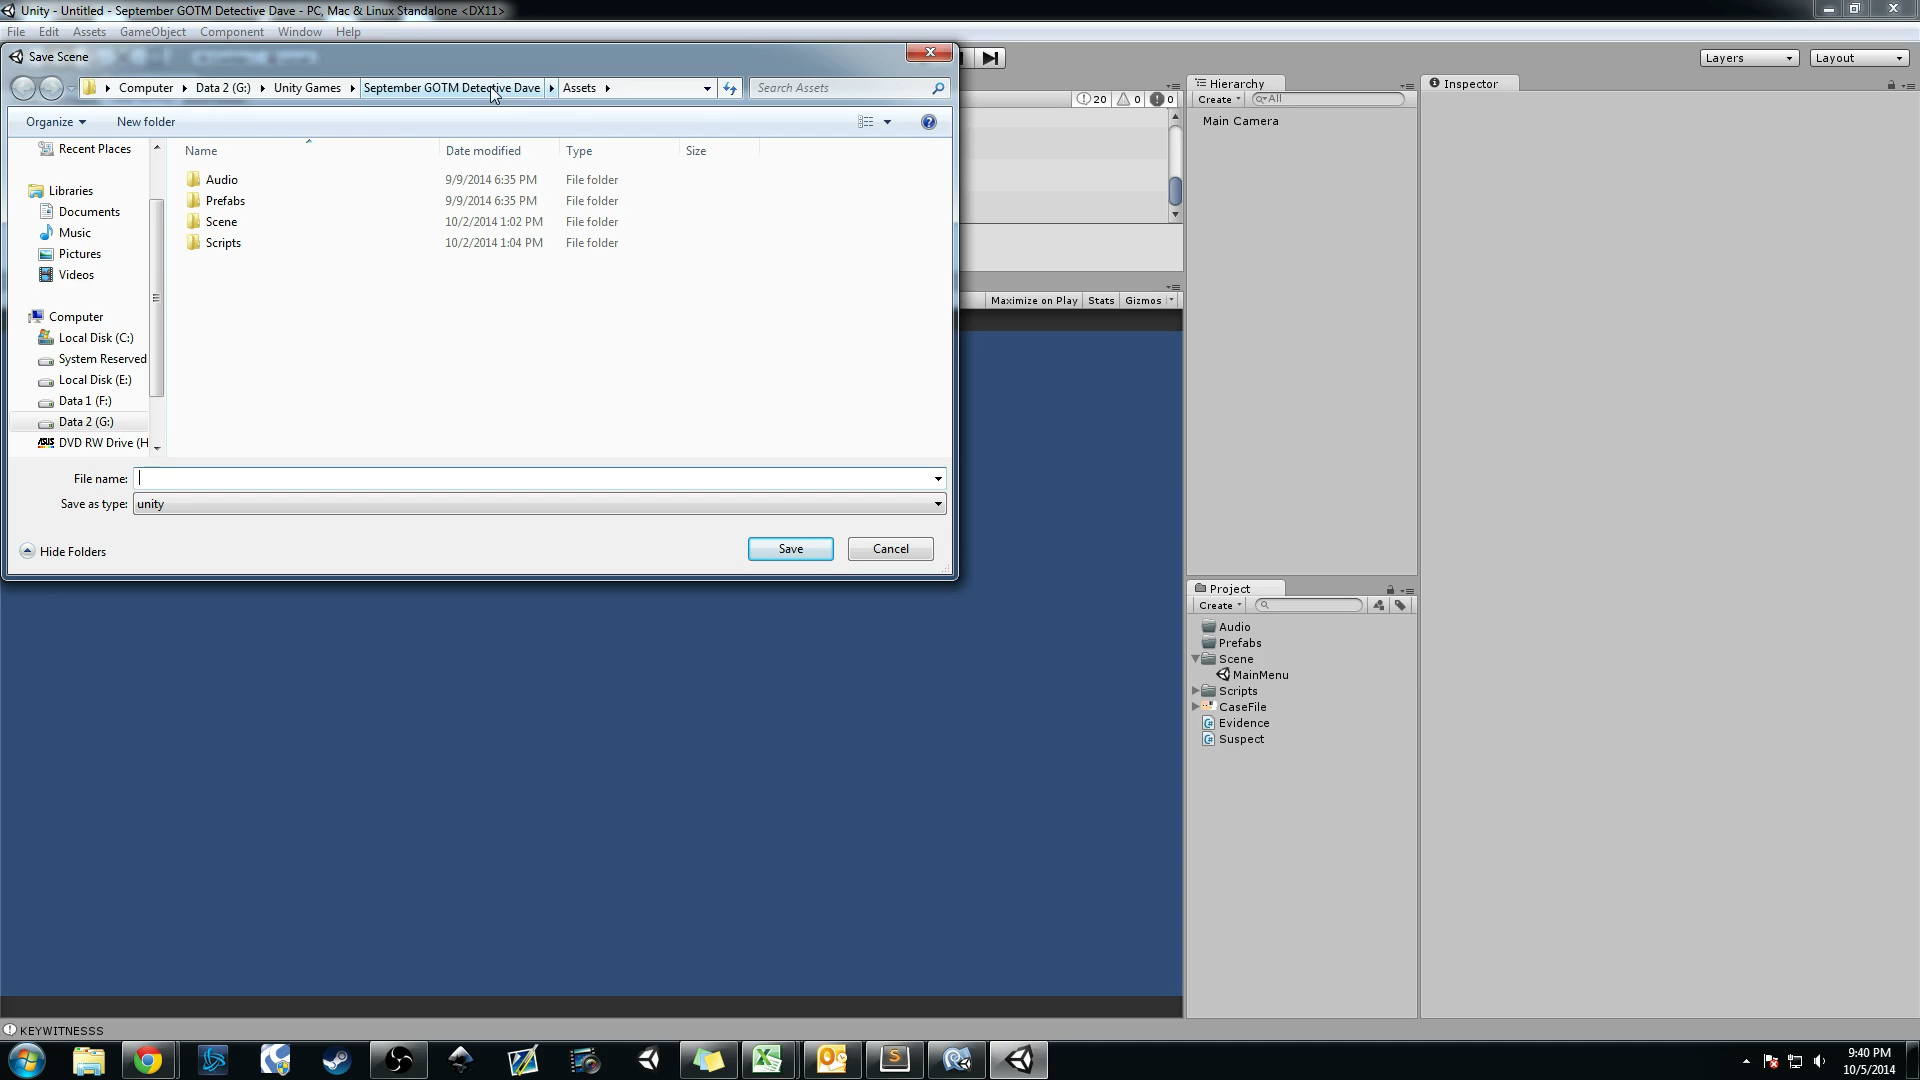 Unity - Untitled - September GOTM Detective Dave - PC, Mac & Linux Standalone <DX11>
File Edit Assets GameObject Component Window Help
Save Scene
Computer Data 2 (G:) Unity Games September GOTM Detective Dave Assets
Search Assets
Organize New folder
Recent Places
Libraries
Documents
Music
Pictures
Videos
Computer
Local Disk (C:)
System Reserved
Local Disk (E:)
Data 1 (F:)
Data 2 (G:)
DVD RW Drive (H
Name Date modified Type Size
Audio 9/9/2014 6:35 PM File folder
Prefabs 9/9/2014 6:35 PM File folder
Scene 10/2/2014 1:02 PM File folder
Scripts 10/2/2014 1:04 PM File folder
File name:
Save as type: unity
Hide Folders
Save Cancel
Layers Layout
20 0 0
Maximize on Play Stats Gizmos
Hierarchy
Create All
Main Camera
Inspector
Project
Create
Audio
Prefabs
Scene
MainMenu
Scripts
CaseFile
Evidence
Suspect
KEYWITNESSS
ASUS
S
9:40 PM
10/5/2014